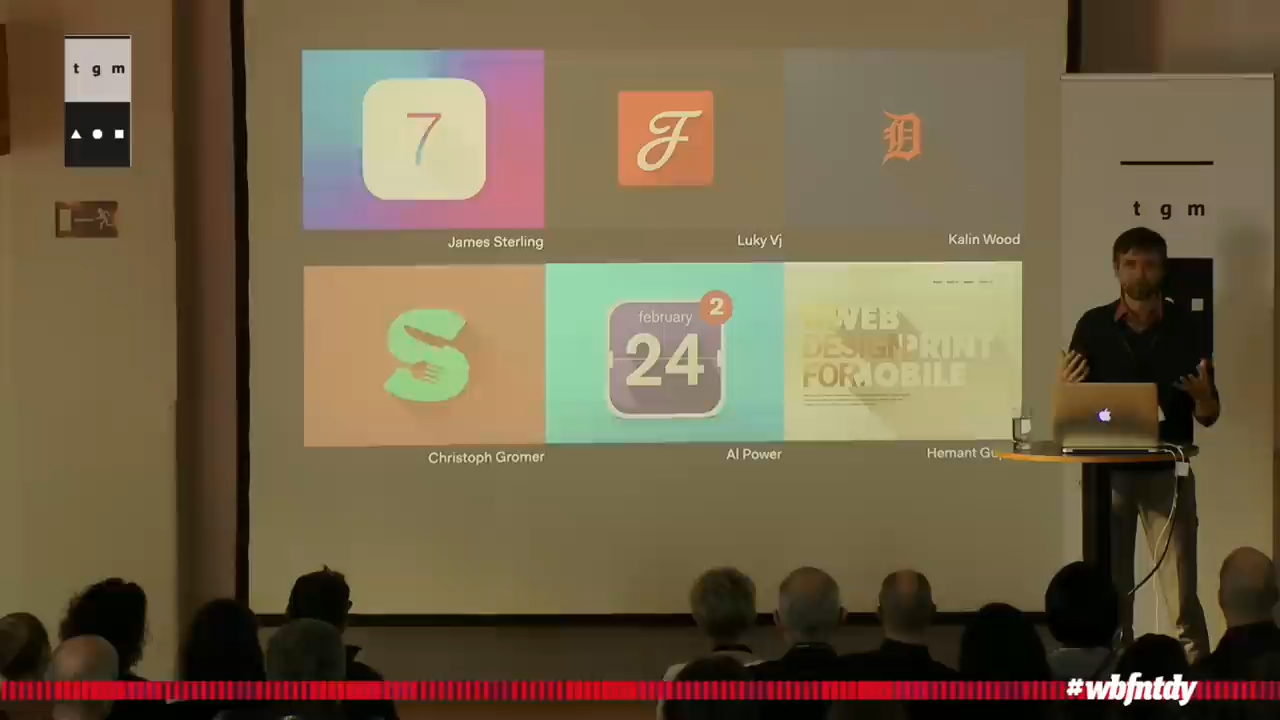 t g m
7
F
D
James Sterling
Luky Vj
Kalin Wood
S
february
2
24
WEB
DESIGN PRINT
FOR MOBILE
Christoph Gromer
Al Power
Hemant
t g m
#wbfntdy